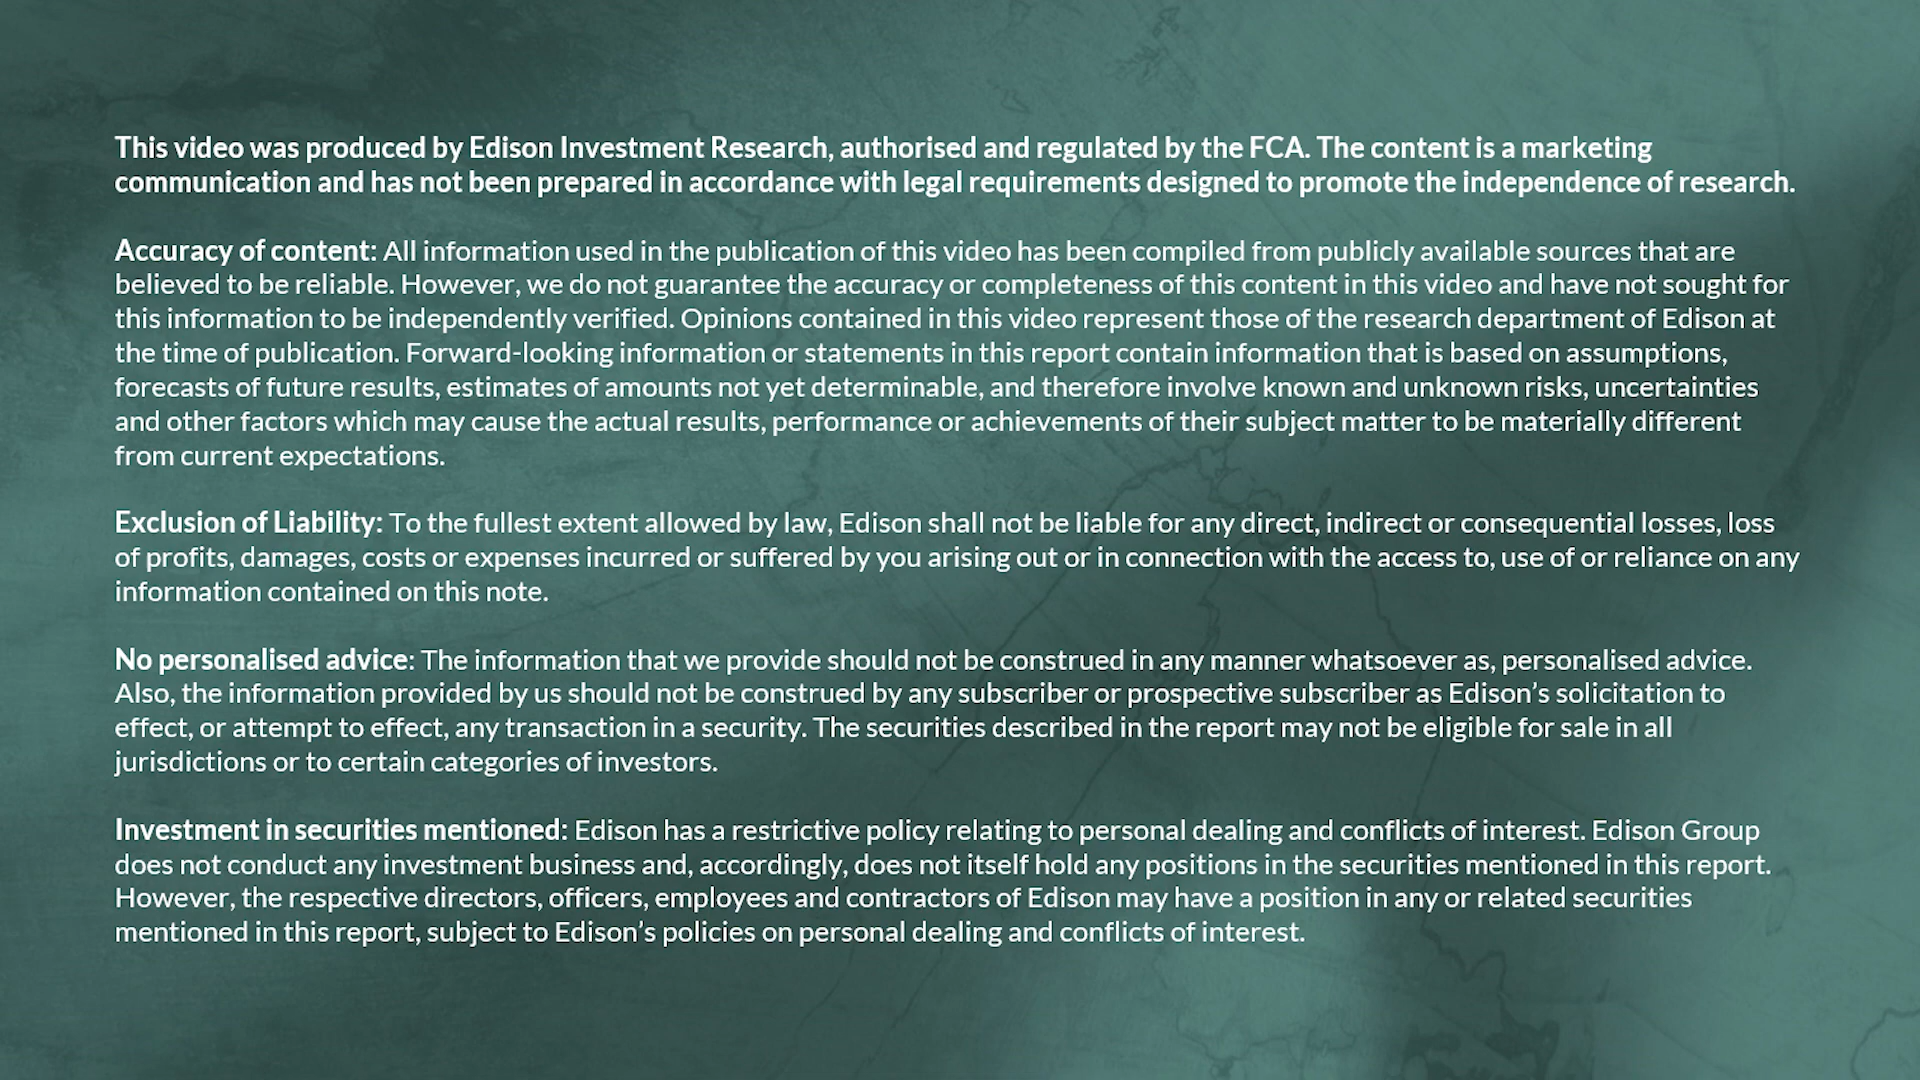 This video was produced by Edison Investment Research, authorised and regulated by the FCA. The content is a marketing
communication and has not been prepared in accordance with legal requirements designed to promote the independence of research.
Accuracy of content: All information used in the publication of this video has been compiled from publicly available sources that are
believed to be reliable. However, we do not guarantee the accuracy or completeness of this content in this video and have not sought for
this information to be independently verified. Opinions contained in this video represent those of the research department of Edison at
the time of publication. Forward-looking information or statements in this report contain information that is based on assumptions,
forecasts of future results, estimates of amounts not yet determinable, and therefore involve known and unknown risks, uncertainties
and other factors which may cause the actual results, performance or achievements of their subject matter to be materially different
from current expectations.
Exclusion of Liability: To the fullest extent allowed by law, Edison shall not be liable for any direct, indirect or consequential losses, loss
of profits, damages, costs or expenses incurred or suffered by you arising out or in connection with the access to, use of or reliance on any
information contained on this note.
No personalised advice: The information that we provide should not be construed in any manner whatsoever as, personalised advice.
Also, the information provided by us should not be construed by any subscriber or prospective subscriber as Edison’s solicitation to
effect, or attempt to effect, any transaction in a security. The securities described in the report may not be eligible for sale in all
jurisdictions or to certain categories of investors.
Investment in securities mentioned: Edison has a restrictive policy relating to personal dealing and conflicts of interest. Edison Group
does not conduct any investment business and, accordingly, does not itself hold any positions in the securities mentioned in this report.
However, the respective directors, officers, employees and contractors of Edison may have a position in any or related securities
mentioned in this report, subject to Edison’s policies on personal dealing and conflicts of interest.